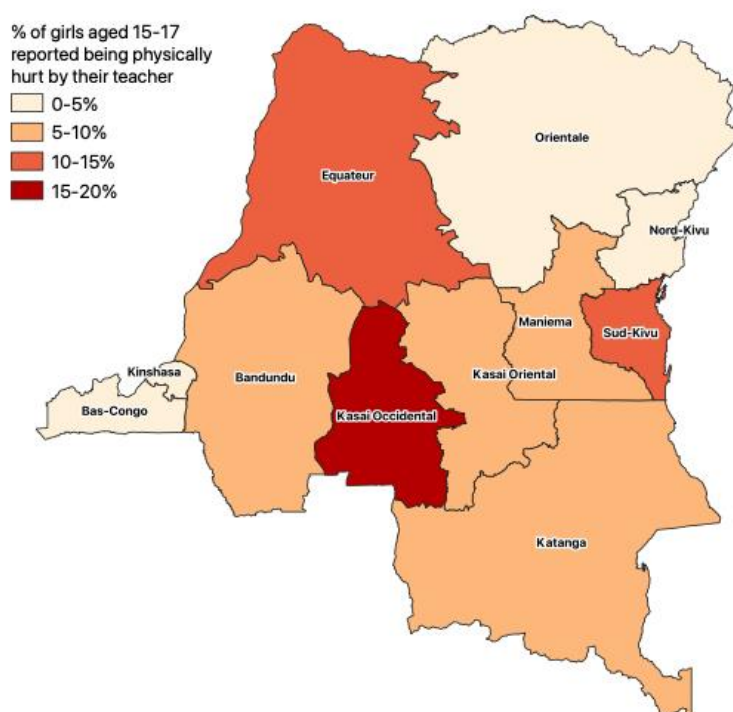 % of girls aged 15-17
reported being physically
hurt by their teacher
0-5%
5-10%
10-15%
15-20%
Orientale
Equateur
Nord-Kivu
Maniema
Sud-Kivu
Kinshasa
Bandundu
Kasai Oriental
Bas-Congo
Kasai Occidental
Katanga